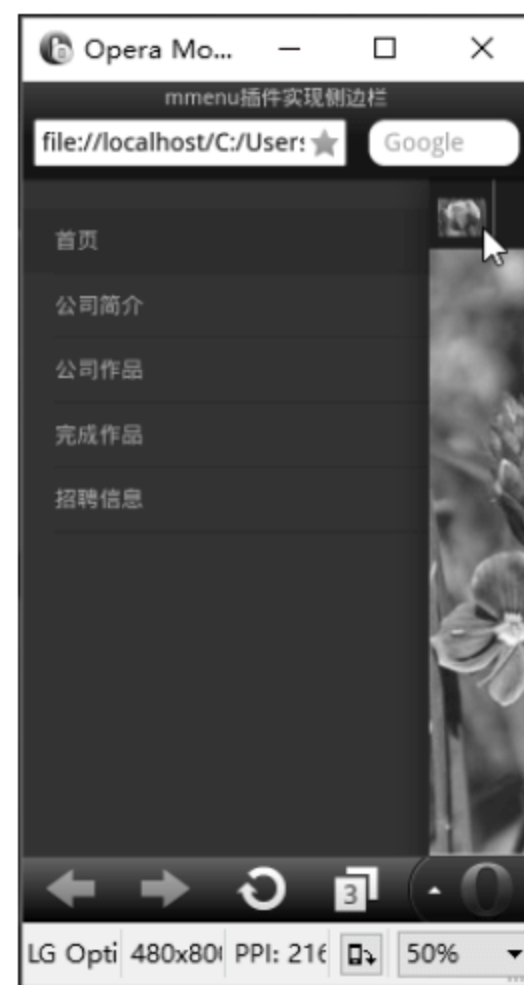 Opera Mo...
mmenu插件实现侧边栏
file://localhost/C:/Users Google
首页
公司简介
公司作品
完成作品
招聘信息
3
LG Opti 480x80 PPI: 216 50%